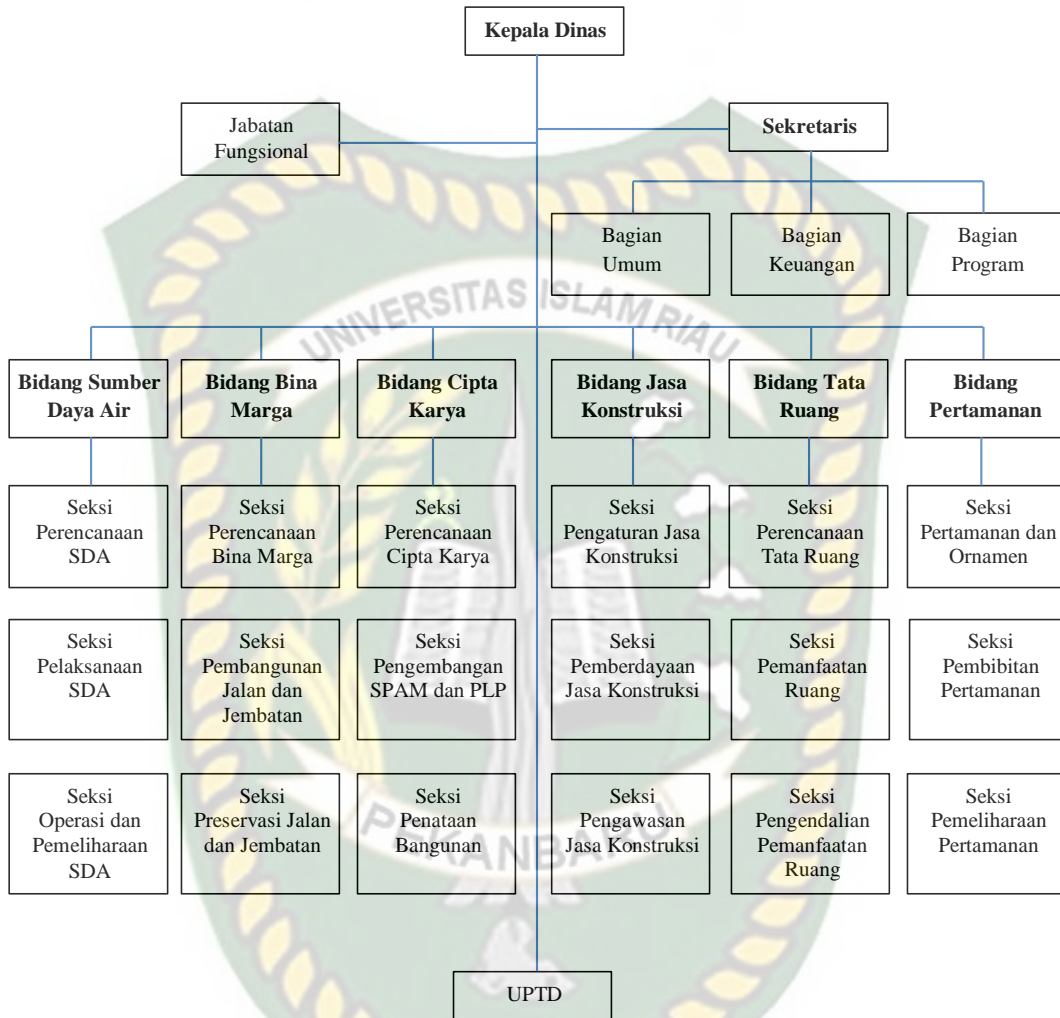 Kepala Dinas
Jabatan
Fungsional
Sekretaris
Bagian
Umum
Bagian
Keuangan
Bagian
Program
UNIVERSITAS ISLAM RIAU
Bidang Sumber
Daya Air
Bidang Bina
Marga
Bidang Cipta
Karya
Bidang Jasa
Konstruksi
Bidang Tata
Ruang
Bidang
Pertamanan
Seksi
Perencanaan
SDA
Seksi
Perencanaan
Bina Marga
Seksi
Perencanaan
Cipta Karya
Seksi
Pengaturan Jasa
Konstruksi
Seksi
Perencanaan
Tata Ruang
Seksi
Pertamanan dan
Ornamen
Seksi
Pelaksanaan
SDA
Seksi
Pembangunan
Jalan dan
Jembatan
Seksi
Pengembangan
SPAM dan PLP
Seksi
Pemberdayaan
Jasa Konstruksi
Seksi
Pemanfaatan
Ruang
Seksi
Pembibitan
Pertamanan
Seksi
Operasi dan
Pemeliharaan
SDA
Seksi
Preservasi Jalan
dan Jembatan
Seksi
Penataan
Bangunan
Seksi
Pengawasan
Jasa Konstruksi
Seksi
Pengendalian
Pemanfaatan
Ruang
Seksi
Pemeliharaan
Pertamanan
PEKANBARU
UPTD